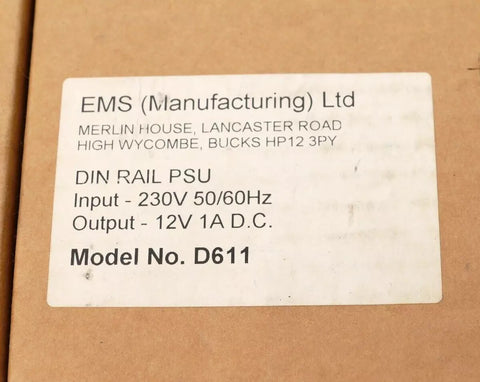 EMS (Manufacturing) Ltd
MERLIN HOUSE, LANCASTER ROAD
HIGH WYCOMBE, BUCKS HP12 3PY
DIN RAIL PSU
Input - 230V 50/60Hz
Output - 12V 1A D.C.
Model No. D611